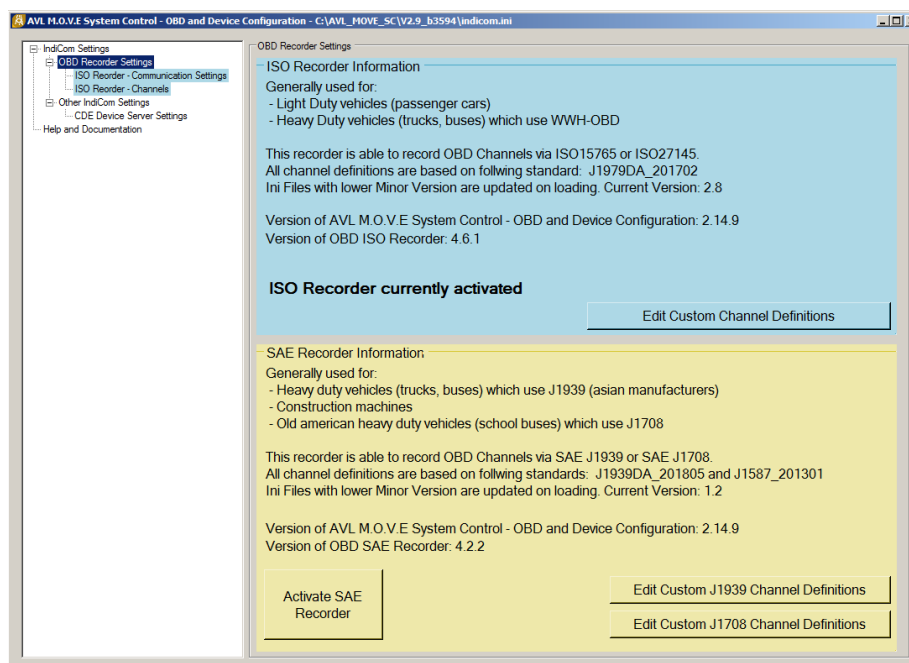 AVL M.O.V.E System Control - OBD and Device Configuration - C:\AVL_MOVE_SC\V2.9_b3594\indicom.ini
IndiCom Settings
OBD Recorder Settings
ISO Reorder - Communication Settings
ISO Reorder - Channels
Other IndiCom Settings
CDE Device Server Settings
Help and Documentation
OBD Recorder Settings
ISO Recorder Information
Generally used for:
- Light Duty vehicles (passenger cars)
- Heavy Duty vehicles (trucks, buses) which use WWH-OBD
This recorder is able to record OBD Channels via ISO15765 or ISO27145.
All channel definitions are based on follwing standard: J1979DA_201702
Ini Files with lower Minor Version are updated on loading. Current Version: 2.8
Version of AVL M.O.V.E System Control - OBD and Device Configuration: 2.14.9
Version of OBD ISO Recorder: 4.6.1
ISO Recorder currently activated
Edit Custom Channel Definitions
SAE Recorder Information
Generally used for:
- Heavy duty vehicles (trucks, buses) which use J1939 (asian manufacturers)
- Construction machines
- Old american heavy duty vehicles (school buses) which use J1708
This recorder is able to record OBD Channels via SAE J1939 or SAE J1708.
All channel definitions are based on follwing standards: J1939DA_201805 and J1587_201301
Ini Files with lower Minor Version are updated on loading. Current Version: 1.2
Version of AVL M.O.V.E System Control - OBD and Device Configuration: 2.14.9
Version of OBD SAE Recorder: 4.2.2
Activate SAE
Recorder
Edit Custom J1939 Channel Definitions
Edit Custom J1708 Channel Definitions